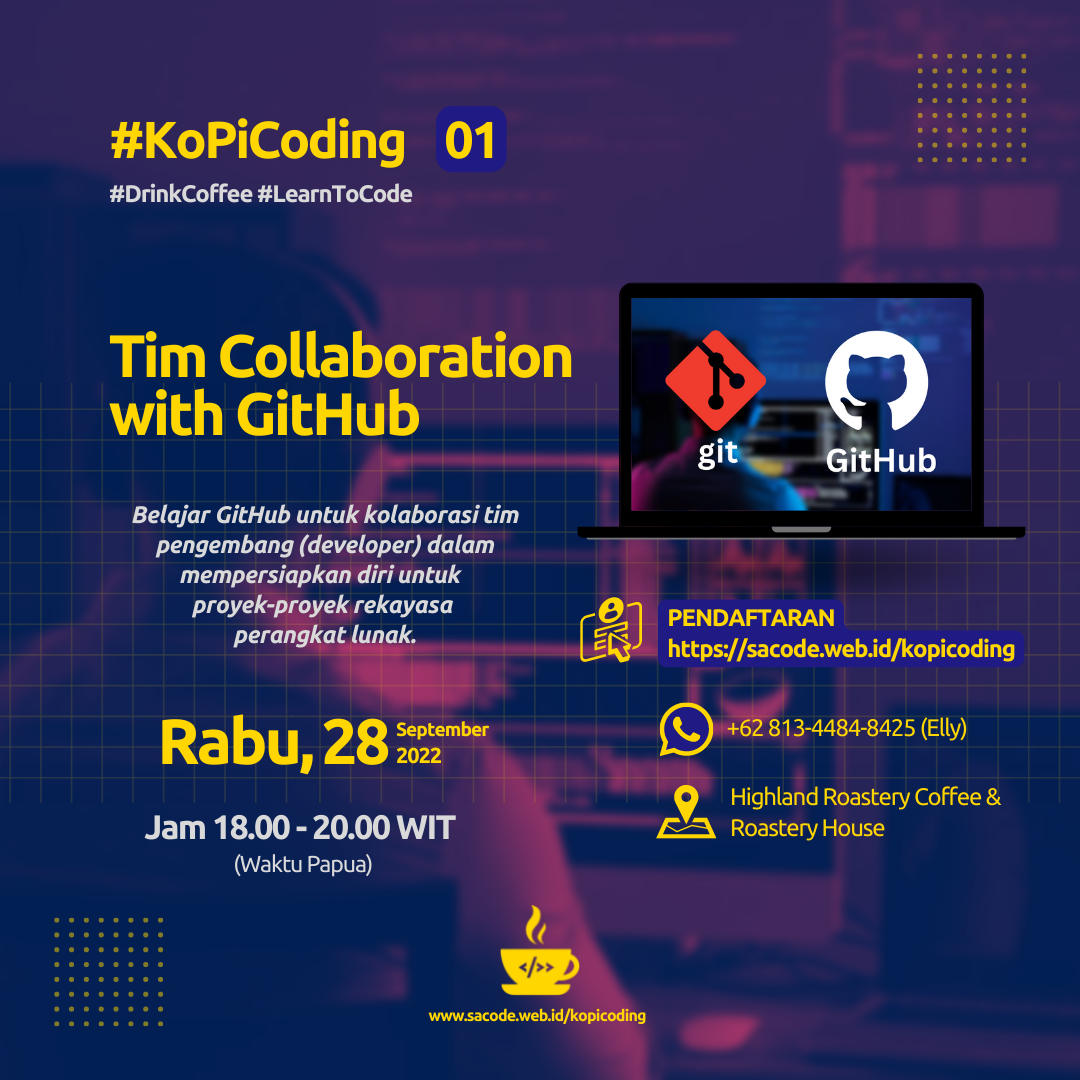 #KoPiCoding 01
#DrinkCoffee #LearnToCode
Tim Collaboration
with GitHub
git
GitHub
Belajar GitHub untuk kolaborasi tim
pengembang (developer) dalam
mempersiapkan diri untuk
proyek-proyek rekayasa
perangkat lunak.
PENDAFTARAN
https://sacode.web.id/kopicoding
Rabu, 28 September
2022
+62 813-4484-8425 (Elly)
Highland Roastery Coffee &
Roastery House
Jam 18.00 - 20.00 WIT
(Waktu Papua)
</>>
www.sacode.web.id/kopicoding